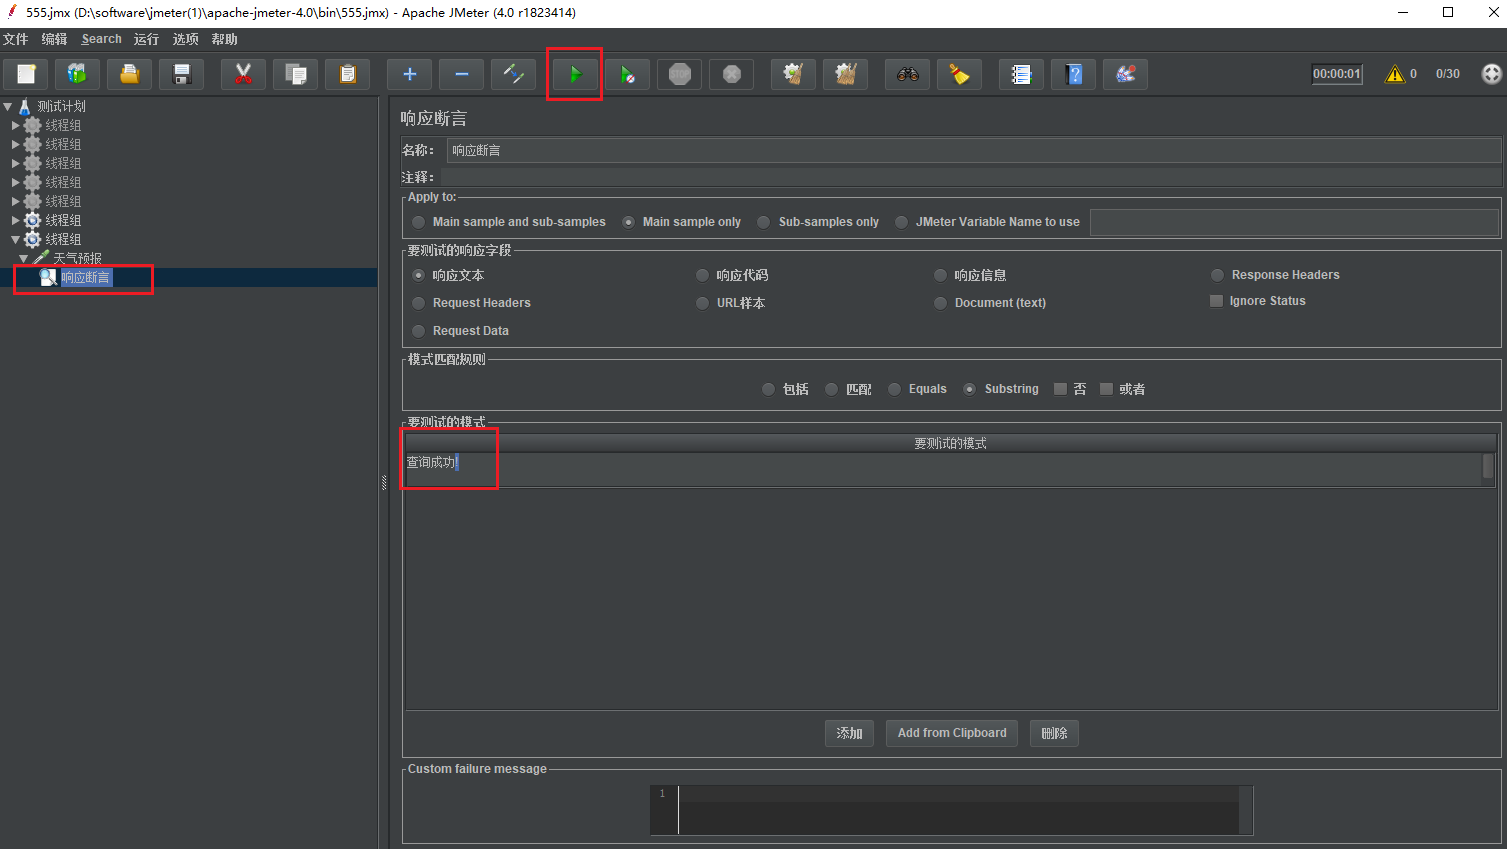 555.jmx (D:\software\jmeter(1)\apache-jmeter-4.0\bin\555.jmx) - Apache JMeter (4.0 r1823414)
文件 编辑 Search 运行 选项 帮助
STOP 00:00:01 0 0/30
测试计划
线程组
线程组
线程组
线程组
线程组
线程组
线程组
天气预报
响应断言
响应断言
名称： 响应断言
注释：
Apply to:
Main sample and sub-samples Main sample only Sub-samples only JMeter Variable Name to use
要测试的响应字段
响应文本 响应代码 响应信息 Response Headers
Request Headers URL样本 Document (text) Ignore Status
Request Data
模式匹配规则
包括 匹配 Equals Substring 否 或者
要测试的模式
要测试的模式
查询成功!
添加 Add from Clipboard 删除
Custom failure message
1